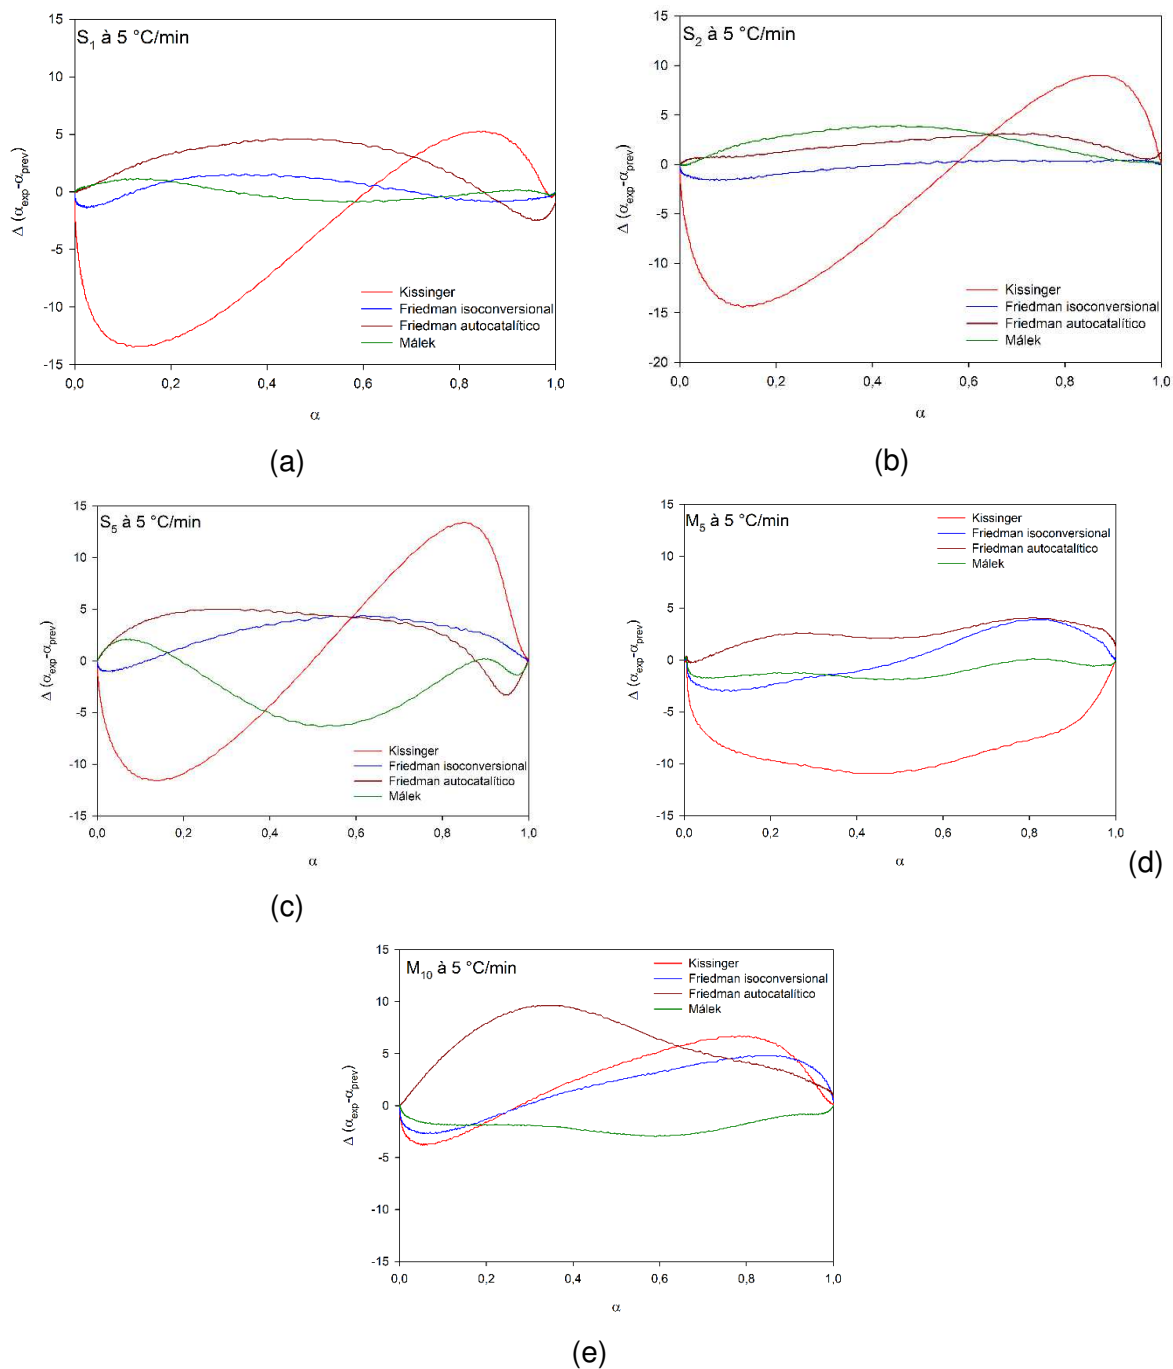 S1 à 5 °C/min
15
10
5
0
-5
-10
-15
Δ (αexp-αprev)
Kissinger
Friedman isoconversional
Friedman autocatalítico
Málek
0,0 0,2 0,4 0,6 0,8 1,0
α
(a)
S2 à 5 °C/min
15
10
5
0
-5
-10
-15
-20
Δ (αexp-αprev)
Kissinger
Friedman isoconversional
Friedman autocatalítico
Málek
0,0 0,2 0,4 0,6 0,8 1,0
α
(b)
S5 à 5 °C/min
15
10
5
0
-5
-10
-15
Δ (αexp-αprev)
Kissinger
Friedman isoconversional
Friedman autocatalítico
Málek
0,0 0,2 0,4 0,6 0,8 1,0
α
(c)
M5 à 5 °C/min
15
10
5
0
-5
-10
-15
Δ (αexp-αprev)
Kissinger
Friedman isoconversional
Friedman autocatalítico
Málek
0,0 0,2 0,4 0,6 0,8 1,0
α
(d)
M10 à 5 °C/min
15
10
5
0
-5
-10
-15
Δ (αexp-αprev)
Kissinger
Friedman isoconversional
Friedman autocatalítico
Málek
0,0 0,2 0,4 0,6 0,8 1,0
α
(e)